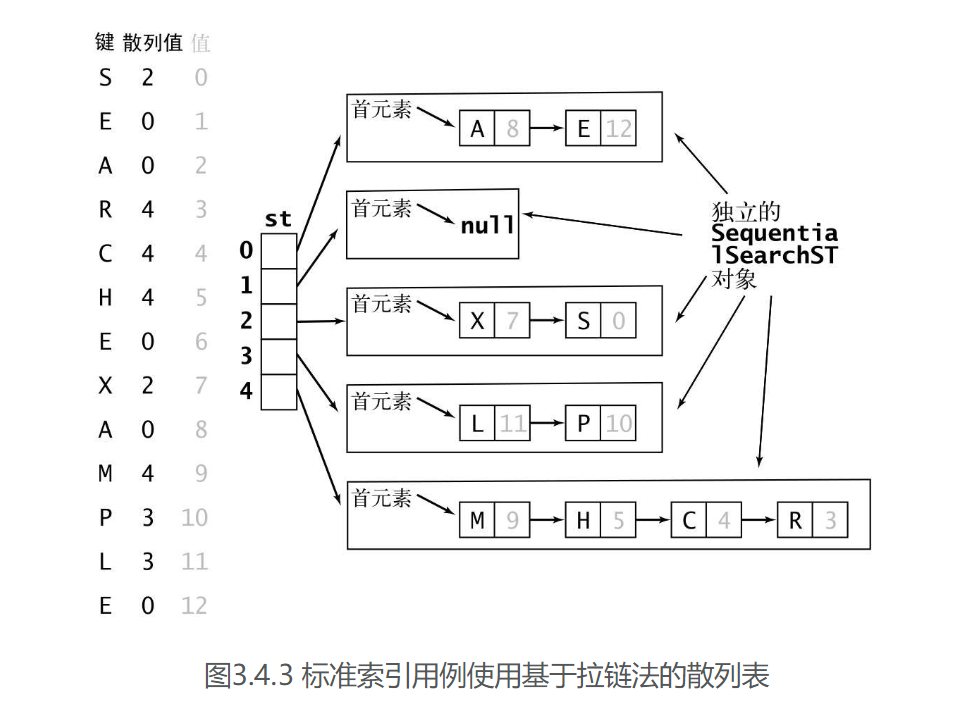 键 散列值 值
S 2 0
E 0 1
A 0 2
R 4 3
C 4 4
H 4 5
E 0 6
X 2 7
A 0 8
M 4 9
P 3 10
L 3 11
E 0 12
st
0
1
2
3
4
首元素
A 8 E 12
首元素
null
首元素
X 7 S 0
首元素
L 11 P 10
首元素
M 9 H 5 C 4 R 3
独立的
Sequentia
lSearchST
对象
图3.4.3 标准索引用例使用基于拉链法的散列表